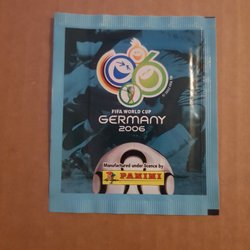 FIFA WORLD CUP
GERMANY
2006
Manufactured under licence by
PANINI